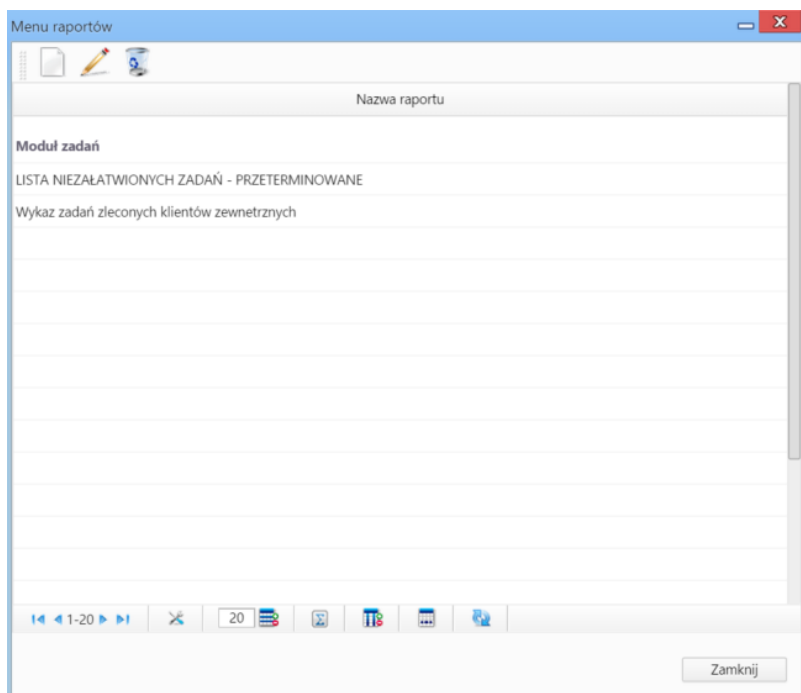 Menu raportów
Nazwa raportu
Moduł zadań
LISTA NIEZAŁATWIONYCH ZADAŃ - PRZETERMINOWANE
Wykaz zadań zleconych klientów zewnetrznych
1-20 20
Zamknij